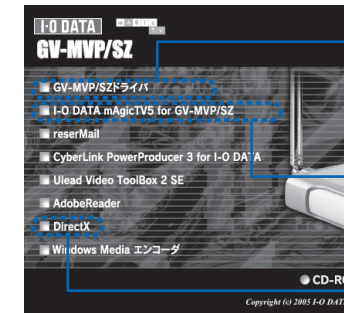 I-O DATA mAgicTV
GV-MVP/SZ
GV-MVP/SZドライバ
I-O DATA mAgicTV5 for GV-MVP/SZ
reserMail
CyberLink PowerProducer 3 for I-O DATA
Ulead Video ToolBox 2 SE
AdobeReader
DirectX
Windows Media エンコーダ
CD-RO
Copyright (c) 2005 I-O DATA